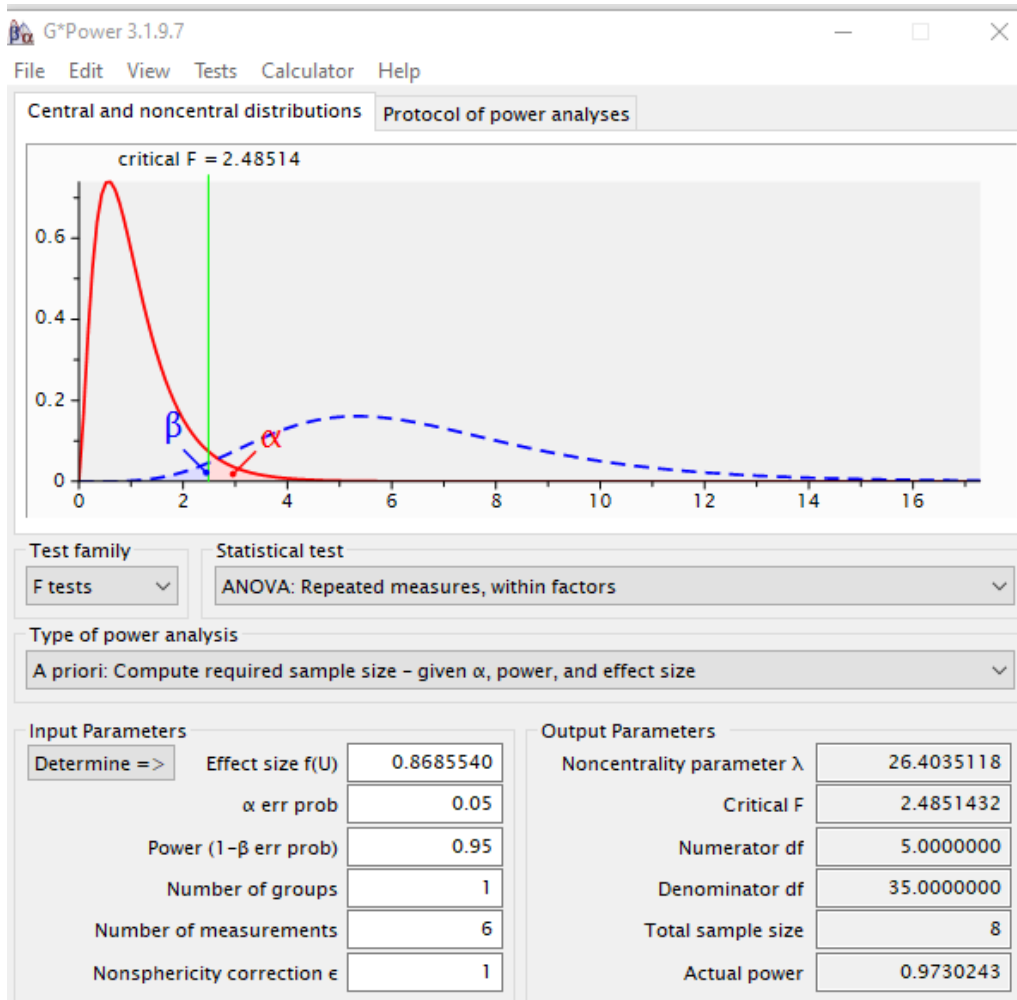 G*Power 3.1.9.7
File Edit View Tests Calculator Help
Central and noncentral distributions
Protocol of power analyses
critical F = 2.48514
0.6
0.4
0.2
0
β
α
0 2 4 6 8 10 12 14 16
Test family
F tests
Statistical test
ANOVA: Repeated measures, within factors
Type of power analysis
A priori: Compute required sample size – given α, power, and effect size
Input Parameters
Determine =>
Effect size f(U) 0.8685540
α err prob 0.05
Power (1-β err prob) 0.95
Number of groups 1
Number of measurements 6
Nonsphericity correction ϵ 1
Output Parameters
Noncentrality parameter λ 26.4035118
Critical F 2.4851432
Numerator df 5.0000000
Denominator df 35.0000000
Total sample size 8
Actual power 0.9730243